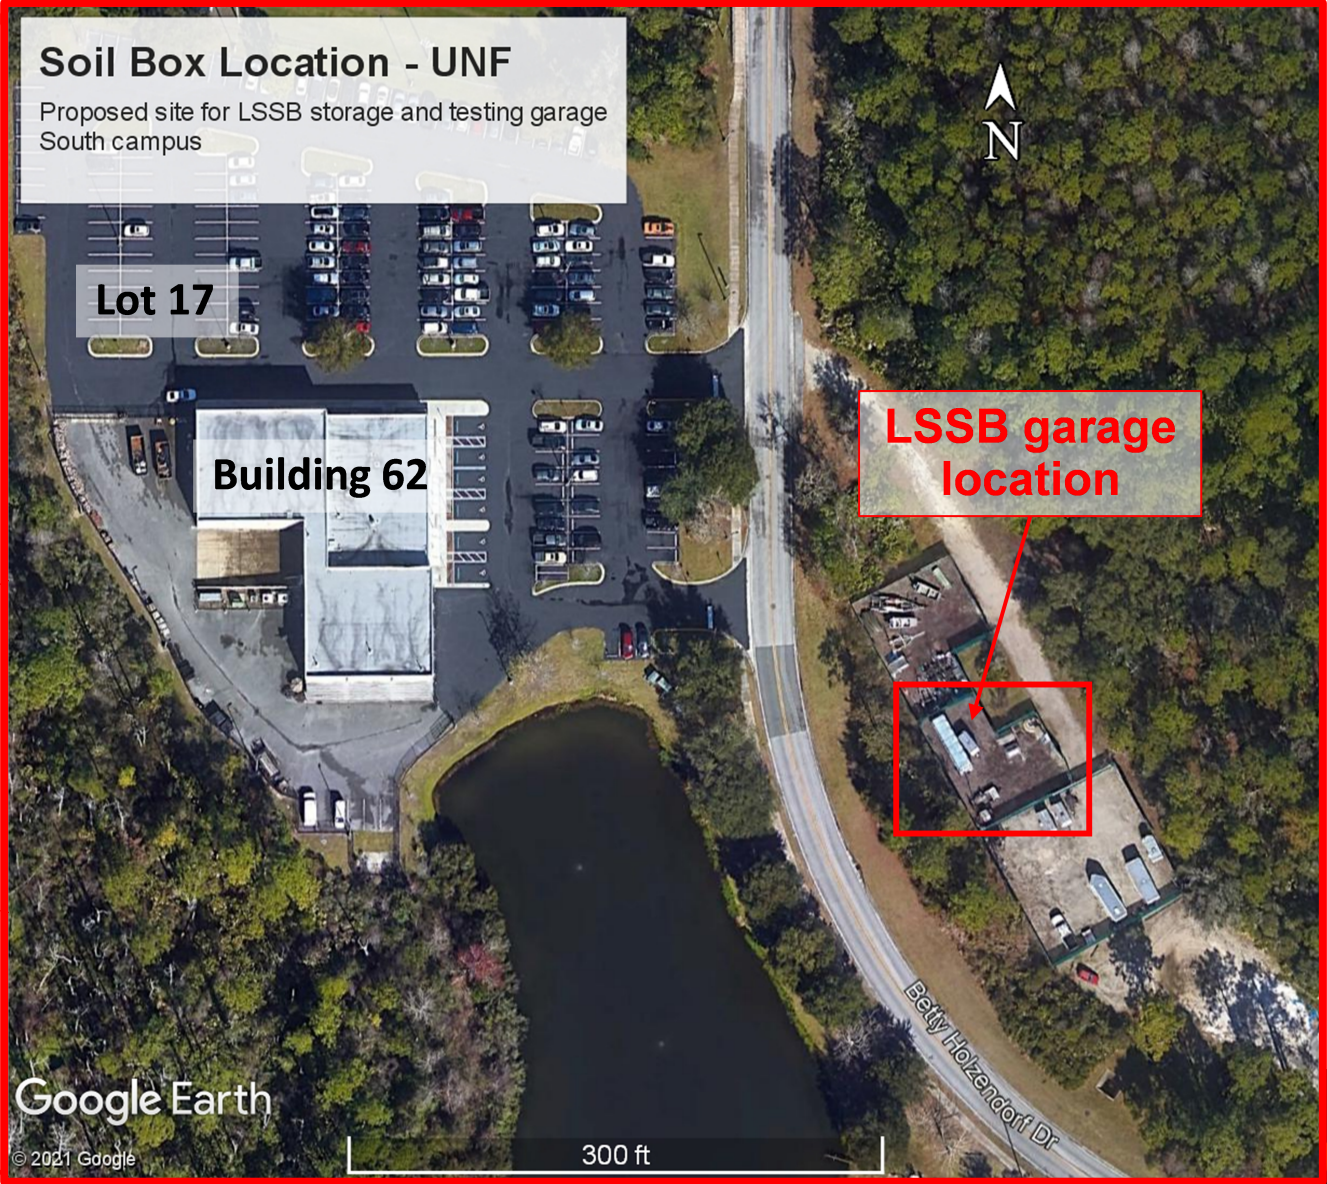 Soil Box Location - UNF
Proposed site for LSSB storage and testing garage
South campus
N
Lot 17
LSSB garage
location
Building 62
Betty Holzendorf Dr
Google Earth
© 2021 Google
300 ft